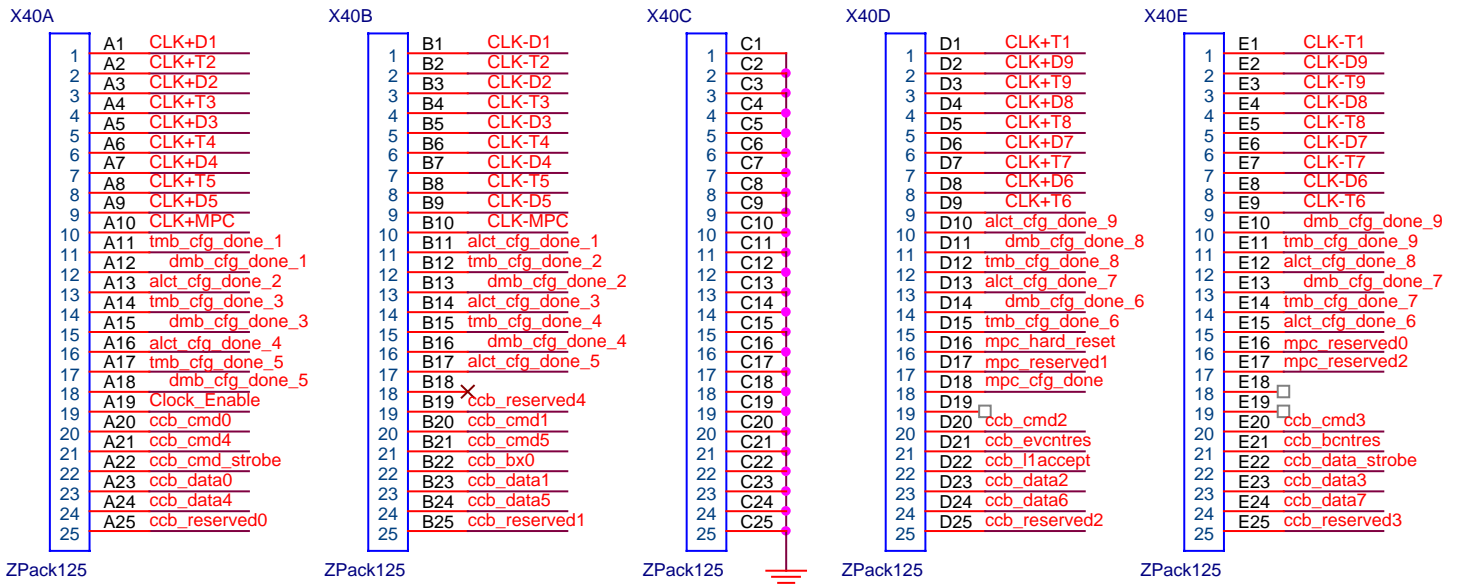 X40A X40B X40C X40D X40E
1 A1 CLK+D1 1 B1 CLK-D1 1 C1 1 D1 CLK+T1 1 E1 CLK-T1
2 A2 CLK+T2 2 B2 CLK-T2 2 C2 2 D2 CLK+D9 2 E2 CLK-D9
3 A3 CLK+D2 3 B3 CLK-D2 3 C3 3 D3 CLK+T9 3 E3 CLK-T9
4 A4 CLK+T3 4 B4 CLK-T3 4 C4 4 D4 CLK+D8 4 E4 CLK-D8
5 A5 CLK+D3 5 B5 CLK-D3 5 C5 5 D5 CLK+T8 5 E5 CLK-T8
6 A6 CLK+T4 6 B6 CLK-T4 6 C6 6 D6 CLK+D7 6 E6 CLK-D7
7 A7 CLK+D4 7 B7 CLK-D4 7 C7 7 D7 CLK+T7 7 E7 CLK-T7
8 A8 CLK+T5 8 B8 CLK-T5 8 C8 8 D8 CLK+D6 8 E8 CLK-D6
9 A9 CLK+D5 9 B9 CLK-D5 9 C9 9 D9 CLK+T6 9 E9 CLK-T6
10 A10 CLK+MPC 10 B10 CLK-MPC 10 C10 10 D10 alct_cfg_done_9 10 E10 dmb_cfg_done_9
11 A11 tmb_cfg_done_1 11 B11 alct_cfg_done_1 11 C11 11 D11 dmb_cfg_done_8 11 E11 tmb_cfg_done_9
12 A12 dmb_cfg_done_1 12 B12 tmb_cfg_done_2 12 C12 12 D12 tmb_cfg_done_8 12 E12 alct_cfg_done_8
13 A13 alct_cfg_done_2 13 B13 dmb_cfg_done_2 13 C13 13 D13 alct_cfg_done_7 13 E13 dmb_cfg_done_7
14 A14 tmb_cfg_done_3 14 B14 alct_cfg_done_3 14 C14 14 D14 dmb_cfg_done_6 14 E14 tmb_cfg_done_7
15 A15 dmb_cfg_done_3 15 B15 tmb_cfg_done_4 15 C15 15 D15 tmb_cfg_done_6 15 E15 alct_cfg_done_6
16 A16 alct_cfg_done_4 16 B16 dmb_cfg_done_4 16 C16 16 D16 mpc_hard_reset 16 E16 mpc_reserved0
17 A17 tmb_cfg_done_5 17 B17 alct_cfg_done_5 17 C17 17 D17 mpc_reserved1 17 E17 mpc_reserved2
18 A18 dmb_cfg_done_5 18 B18 18 C18 18 D18 mpc_cfg_done 18 E18
19 A19 Clock_Enable 19 B19 ccb_reserved4 19 C19 19 D19 19 E19
20 A20 ccb_cmd0 20 B20 ccb_cmd1 20 C20 20 D20 ccb_cmd2 20 E20 ccb_cmd3
21 A21 ccb_cmd4 21 B21 ccb_cmd5 21 C21 21 D21 ccb_evcntres 21 E21 ccb_bcntres
22 A22 ccb_cmd_strobe 22 B22 ccb_bx0 22 C22 22 D22 ccb_l1accept 22 E22 ccb_data_strobe
23 A23 ccb_data0 23 B23 ccb_data1 23 C23 23 D23 ccb_data2 23 E23 ccb_data3
24 A24 ccb_data4 24 B24 ccb_data5 24 C24 24 D24 ccb_data6 24 E24 ccb_data7
25 A25 ccb_reserved0 25 B25 ccb_reserved1 25 C25 25 D25 ccb_reserved2 25 E25 ccb_reserved3
ZPack125 ZPack125 ZPack125 ZPack125 ZPack125